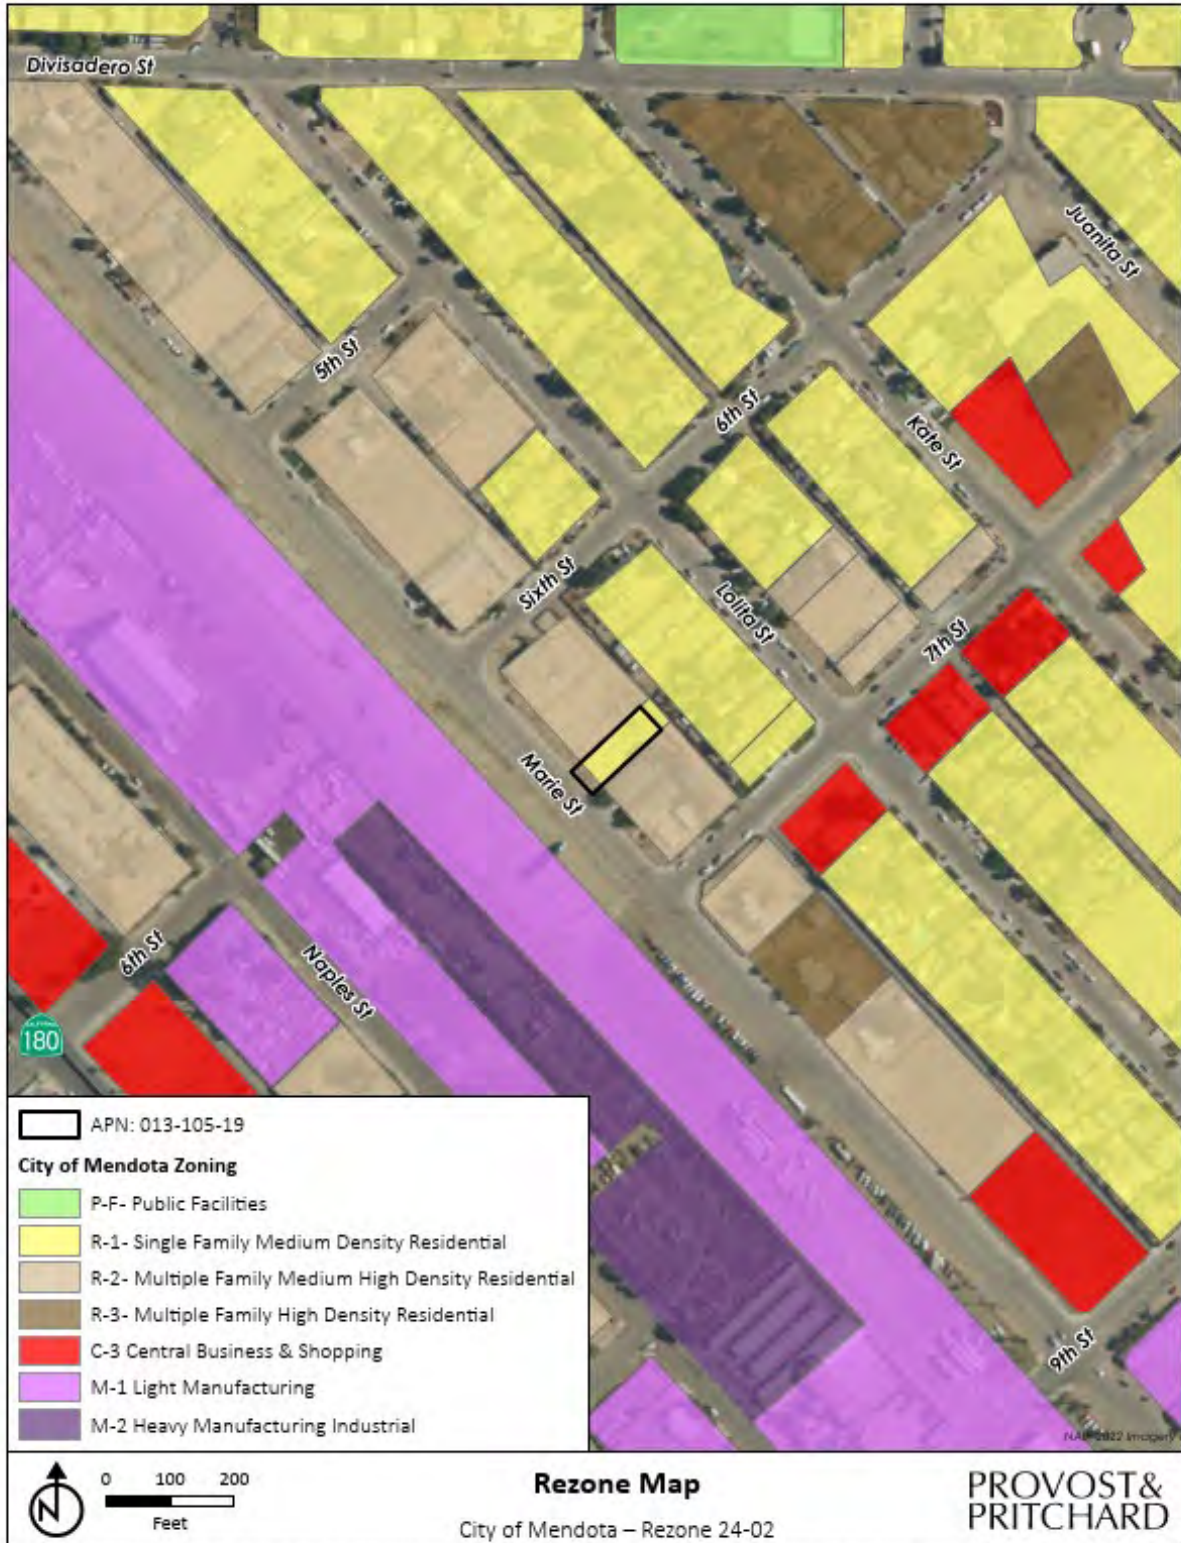 Divisadero St
Juanita St
5th St
6th St
Kate St
Sixth St
Lolita St
7th St
Marie St
6th St
Naples St
CALIFORNIA
180
9th St
APN: 013-105-19
City of Mendota Zoning
P-F- Public Facilities
R-1- Single Family Medium Density Residential
R-2- Multiple Family Medium High Density Residential
R-3- Multiple Family High Density Residential
C-3 Central Business & Shopping
M-1 Light Manufacturing
M-2 Heavy Manufacturing Industrial
NAIP 2022 Imagery
N
0 100 200
Feet
Rezone Map
City of Mendota – Rezone 24-02
PROVOST&
PRITCHARD